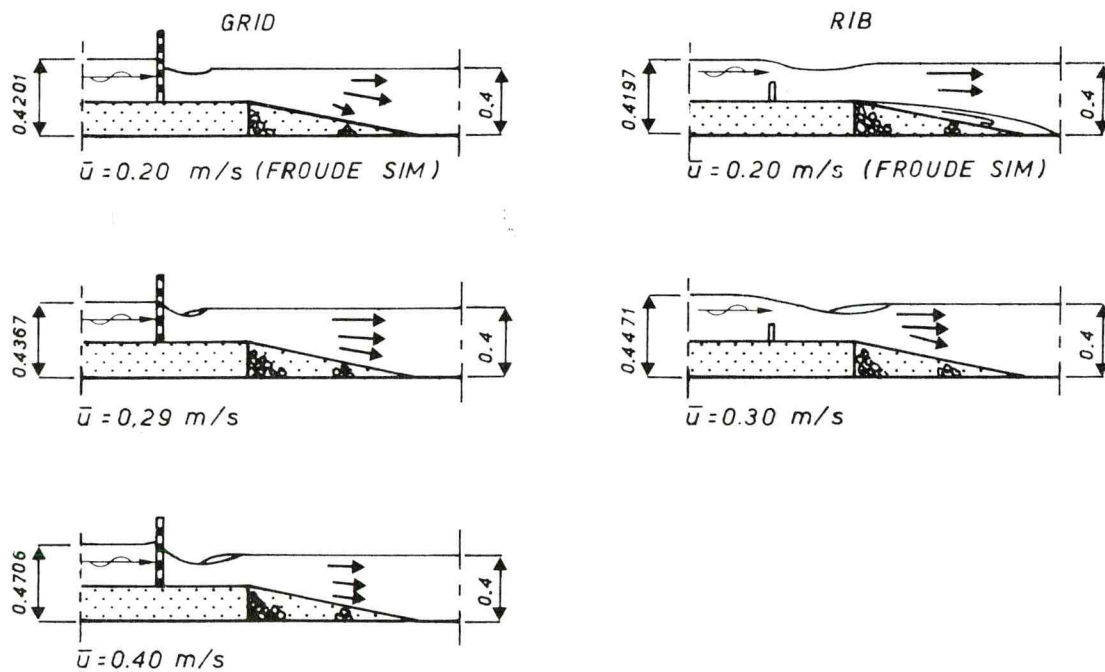 GRID
0.4201
0.4
ū = 0.20 m/s (FROUDE SIM)
RIB
0.4197
0.4
ū = 0.20 m/s (FROUDE SIM)
0.4367
0.4
ū = 0,29 m/s
0.4471
0.4
ū = 0.30 m/s
0.4706
0.4
ū = 0.40 m/s